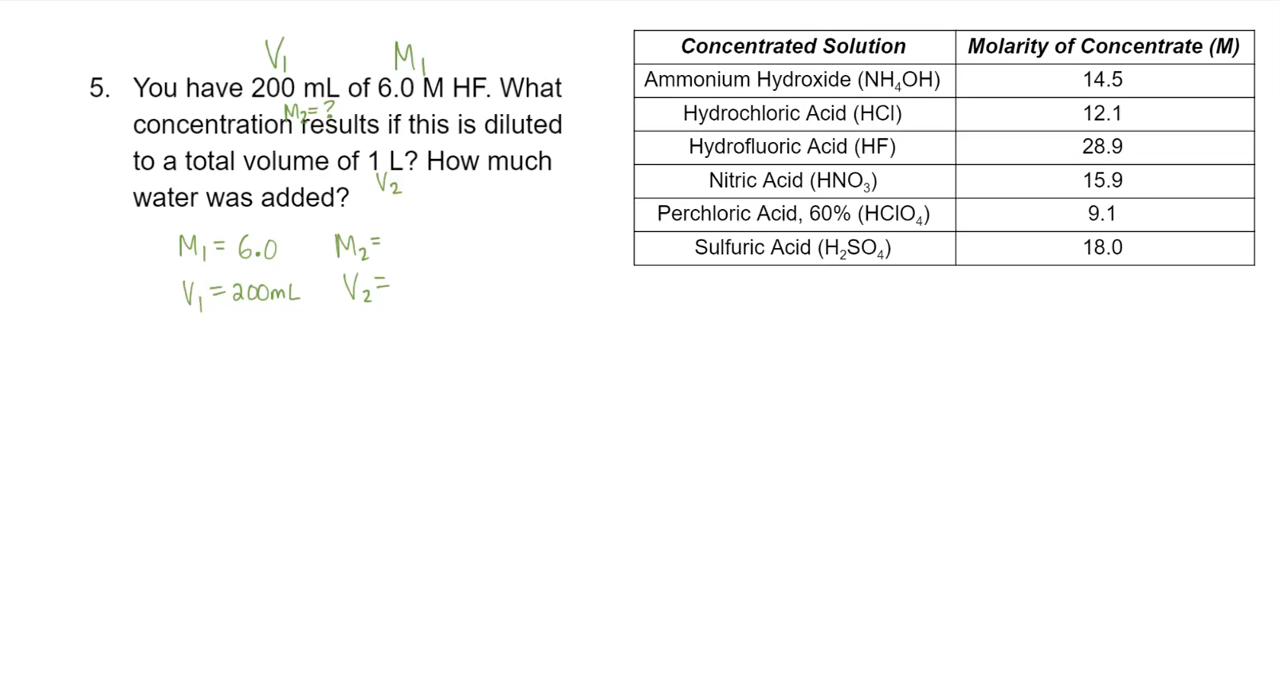 V₁ M₁
5. You have 200 mL of 6.0 M HF. What
M₂=?
concentration results if this is diluted
to a total volume of 1 L? How much
V₂
water was added?
M₁ = 6.0 M₂=
V₁ = 200mL V₂=
Concentrated Solution Molarity of Concentrate (M)
Ammonium Hydroxide (NH₄OH) 14.5
Hydrochloric Acid (HCl) 12.1
Hydrofluoric Acid (HF) 28.9
Nitric Acid (HNO₃) 15.9
Perchloric Acid, 60% (HClO₄) 9.1
Sulfuric Acid (H₂SO₄) 18.0